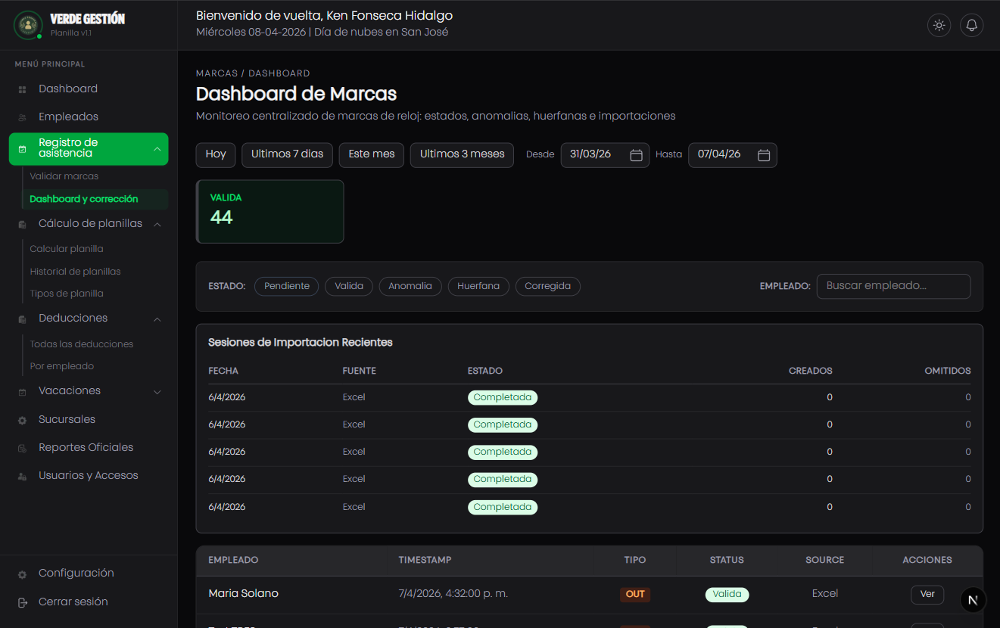 VERDE GESTIÓN
Planilla v1.1
Bienvenido de vuelta, Ken Fonseca Hidalgo
Miércoles 08-04-2026 | Día de nubes en San José
MENÚ PRINCIPAL
Dashboard
Empleados
Registro de
asistencia
Validar marcas
Dashboard y corrección
Cálculo de planillas
Calcular planilla
Historial de planillas
Tipos de planilla
Deducciones
Todas las deducciones
Por empleado
Vacaciones
Sucursales
Reportes Oficiales
Usuarios y Accesos
Configuración
Cerrar sesión
MARCAS / DASHBOARD
Dashboard de Marcas
Monitoreo centralizado de marcas de reloj: estados, anomalias, huerfanas e importaciones
Hoy Ultimos 7 dias Este mes Ultimos 3 meses Desde 31/03/26 Hasta 07/04/26
VALIDA
44
ESTADO: Pendiente Valida Anomalia Huerfana Corregida EMPLEADO: Buscar empleado...
Sesiones de Importacion Recientes
FECHA FUENTE ESTADO CREADOS OMITIDOS
6/4/2026 Excel Completada 0 0
6/4/2026 Excel Completada 0 0
6/4/2026 Excel Completada 0 0
6/4/2026 Excel Completada 0 0
6/4/2026 Excel Completada 0 0
EMPLEADO TIMESTAMP TIPO STATUS SOURCE ACCIONES
Maria Solano 7/4/2026, 4:32:00 p. m. OUT Valida Excel Ver
N